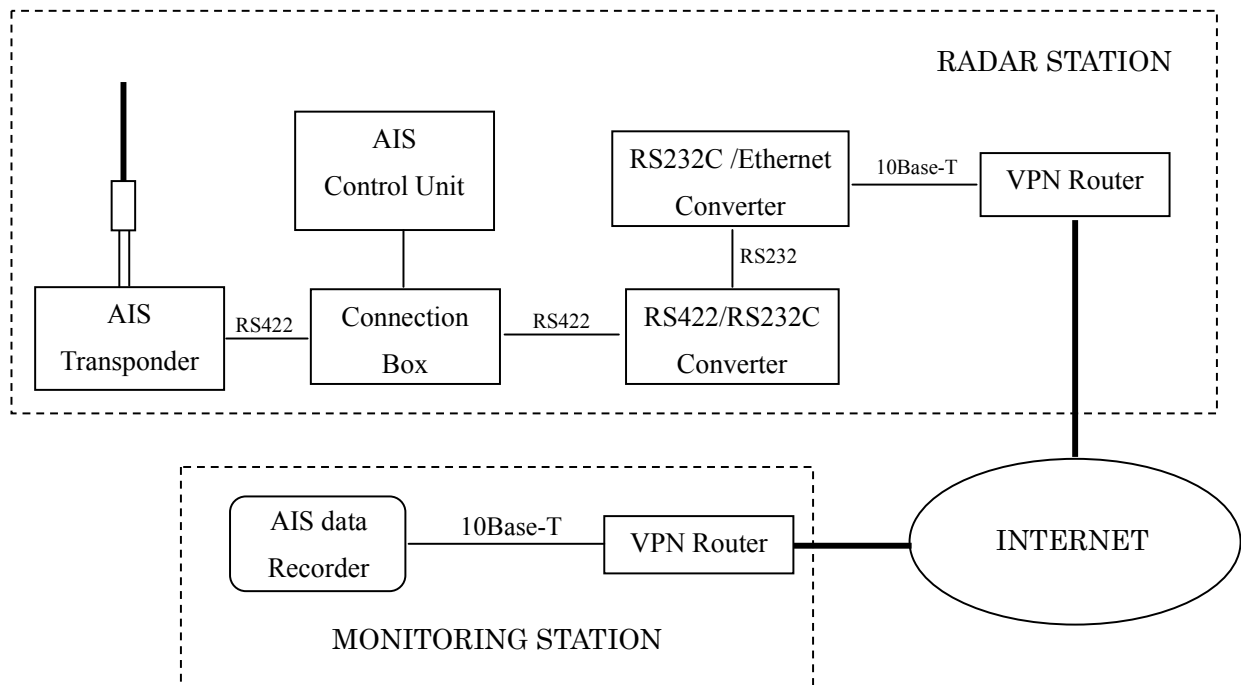 RADAR STATION
AIS
Control Unit
RS232C /Ethernet
Converter
10Base-T
VPN Router
RS232
AIS
Transponder
RS422
Connection
Box
RS422
RS422/RS232C
Converter
AIS data
Recorder
10Base-T
VPN Router
INTERNET
MONITORING STATION